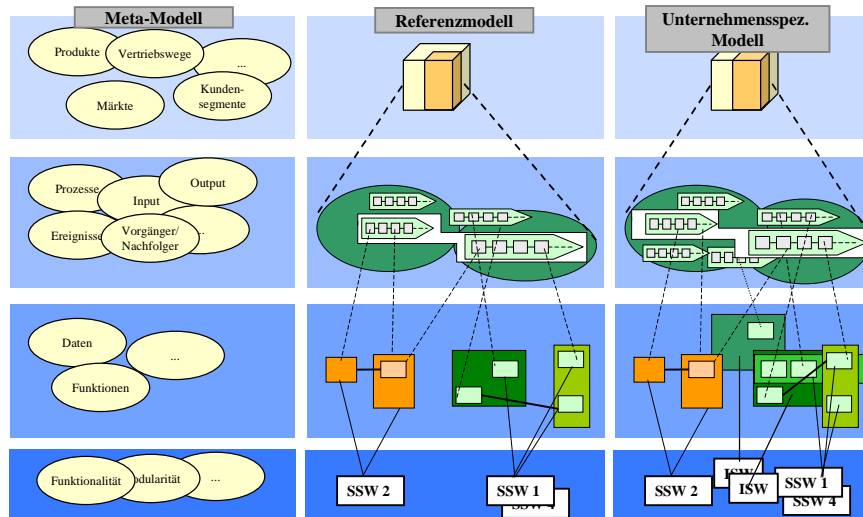 Meta-Modell
Referenzmodell
Unternehmensspez.
Modell
Produkte
Vertriebswege
...
Märkte
Kunden-
segmente
Prozesse
Input
Output
Ereignisse
Vorgänger/
Nachfolger
...
Daten
...
Funktionen
Funktionalität
odularität
...
SSW 2
SSW 1
SSW 2
ISW
ISW
SSW 1
SSW 4